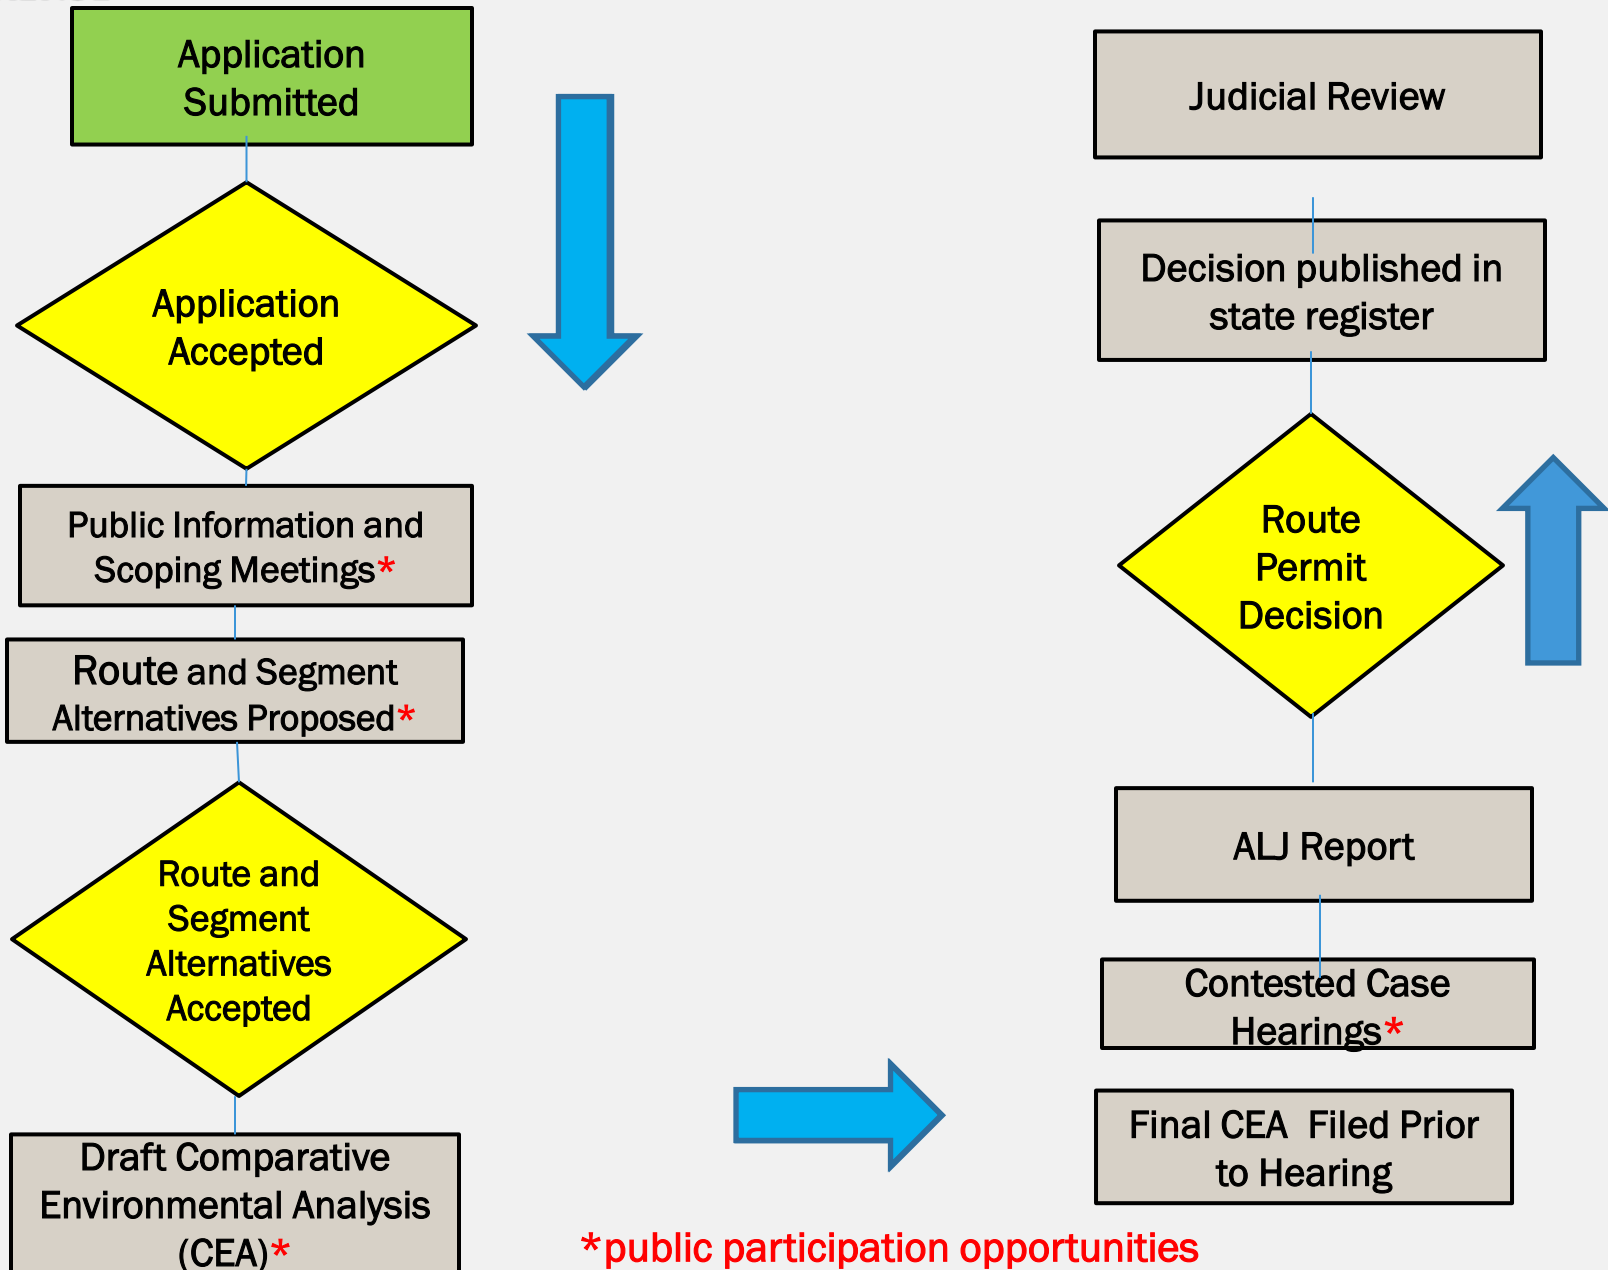 Application
Submitted
Application
Accepted
Public Information and
Scoping Meetings*
Route and Segment
Alternatives Proposed*
Route and
Segment
Alternatives
Accepted
Draft Comparative
Environmental Analysis
(CEA)*
Judicial Review
Decision published in
state register
Route
Permit
Decision
ALJ Report
Contested Case
Hearings*
Final CEA  Filed Prior
to Hearing
*public participation opportunities